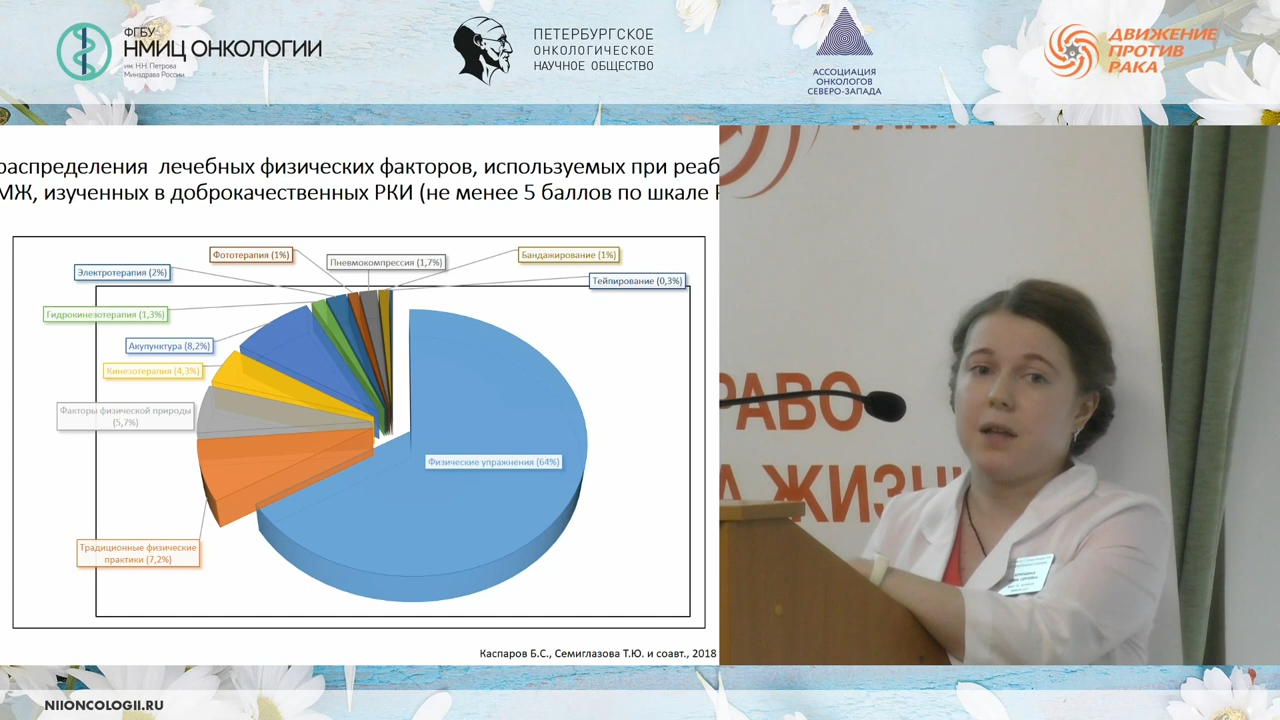 ФГБУ
НМИЦ ОНКОЛОГИИ
им. Н.Н. Петрова
Минздрава России
ПЕТЕРБУРГСКОЕ
ОНКОЛОГИЧЕСКОЕ
НАУЧНОЕ ОБЩЕСТВО
АССОЦИАЦИЯ
ОНКОЛОГОВ
СЕВЕРО-ЗАПАДА
ДВИЖЕНИЕ
ПРОТИВ
РАКА
распределения лечебных физических факторов, используемых при реаб
МЖ, изученных в доброкачественных РКИ (не менее 5 баллов по шкале
Фототерапия (1%)
Пневмокомпрессия (1,7%)
Бандажирование (1%)
Электротерапия (2%)
Тейпирование (0,3%)
Гидрокинезотерапия (1,3%)
Акупунктура (8,2%)
Кинезотерапия (4,3%)
Факторы физической природы
(5,7%)
Физические упражнения (64%)
Традиционные физические
практики (7,2%)
Каспаров Б.С., Семиглазова Т.Ю. и соавт., 2018
РАКА
РАВО
А ЖИЗН
NIIONCOLOGII.RU